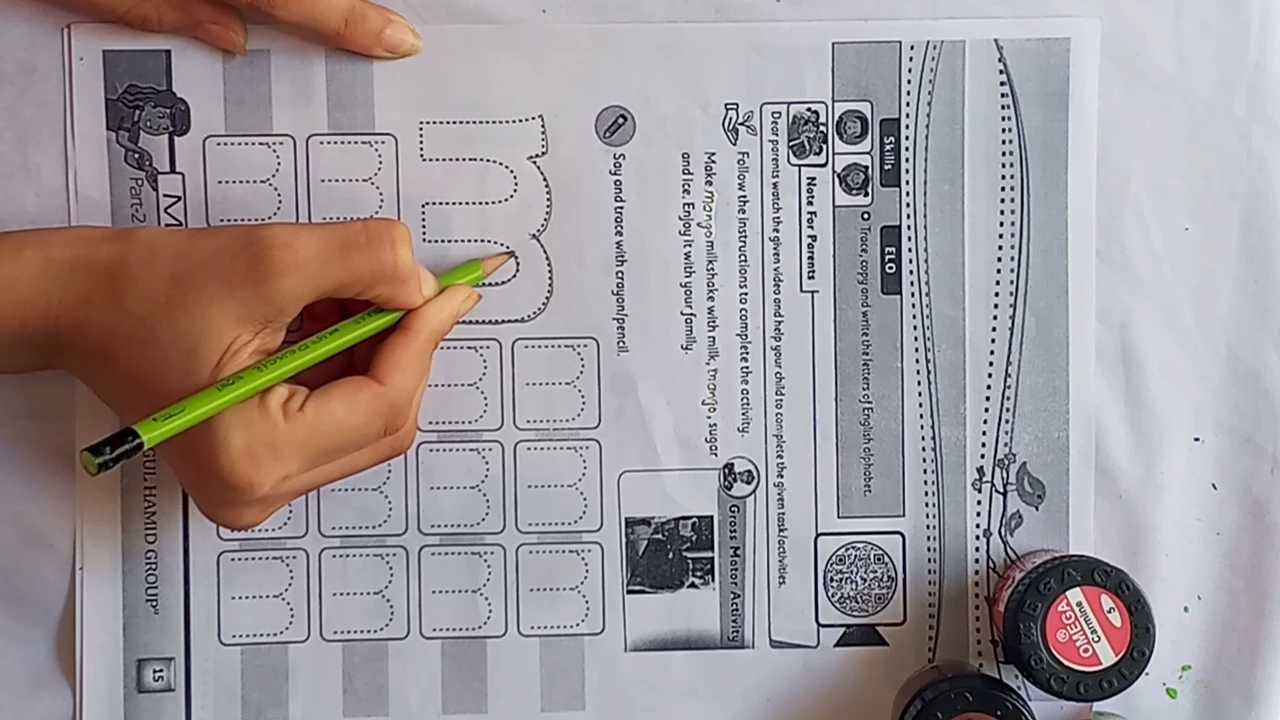 Skills
ELO
Trace, copy and write the letters of English alphabet.
Note For Parents
Dear parents watch the given video and help your child to complete the given task/activities.
Follow the instructions to complete the activity.
Make mango milkshake with milk, mango, sugar
and ice. Enjoy it with your family.
Gross Motor Activity
Say and trace with crayon/pencil.
m
m m
m m
m m
m m m m
m m m m
Part-2
GUL HAMID GROUP"
15
OMEGA
carmine
5